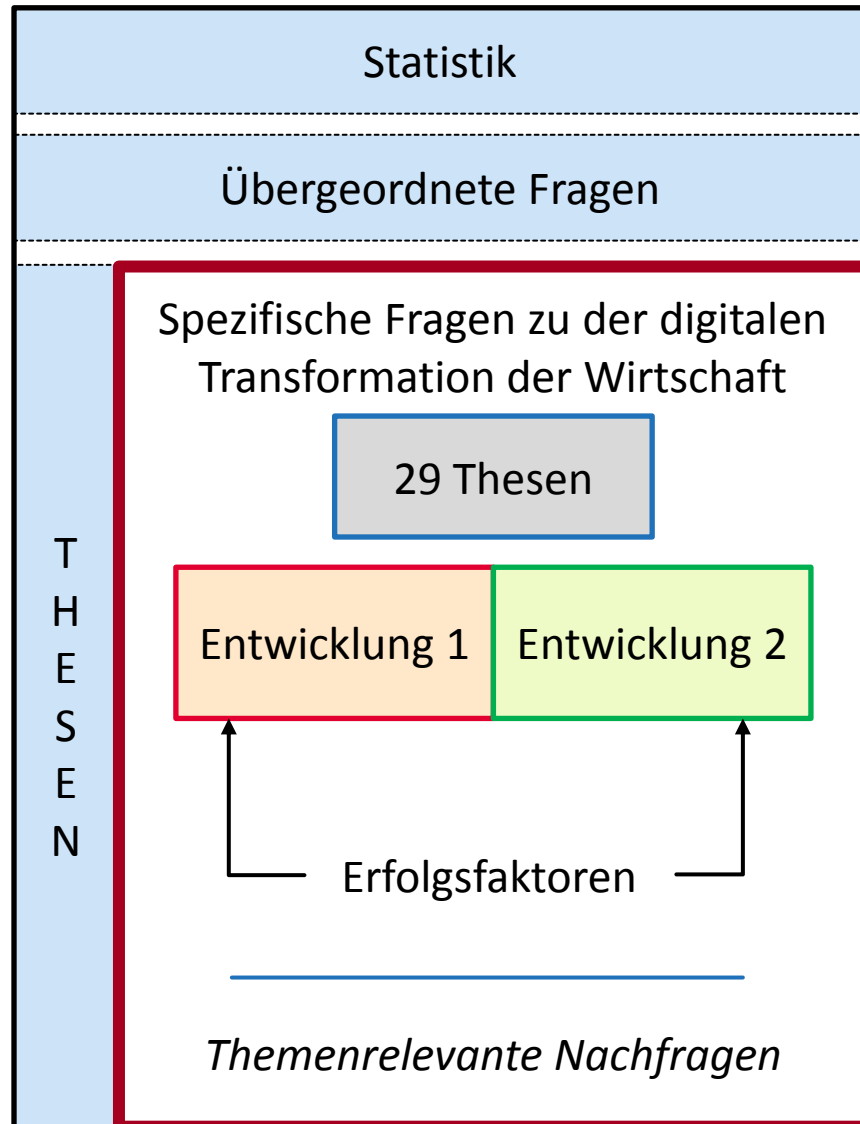 Statistik
Übergeordnete Fragen
THESEN
Spezifische Fragen zu der digitalen
Transformation der Wirtschaft
29 Thesen
Entwicklung 1
Entwicklung 2
Erfolgsfaktoren
Themenrelevante Nachfragen